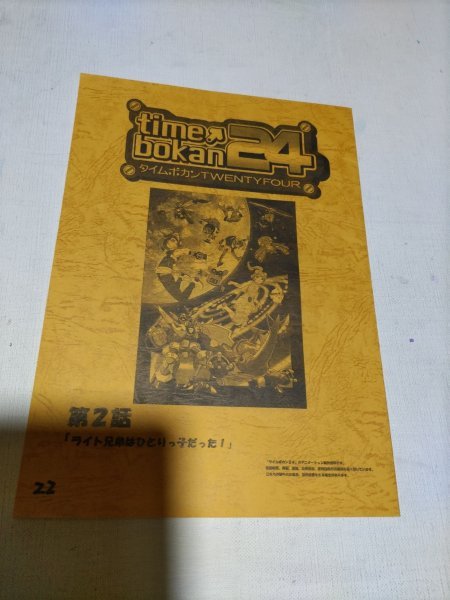 time
bokan 24
タイムボカンTWENTYFOUR
第2話
「ライト兄弟はひとりっ子だった！」
22